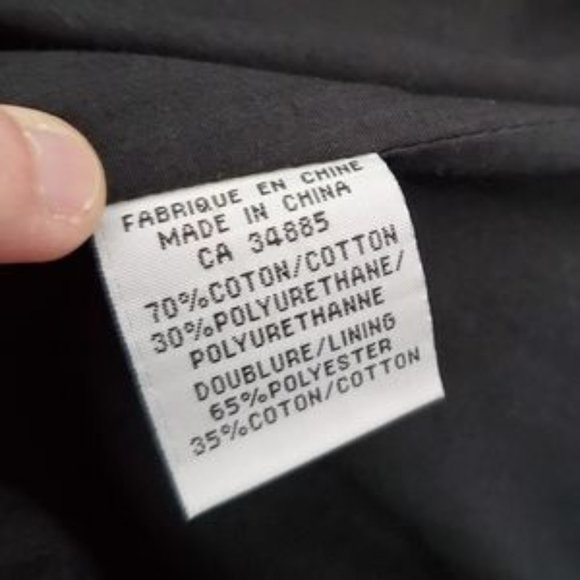 FABRIQUE EN CHINE
MADE IN CHINA
CA 34885
70%COTON/COTTON
30%POLYURETHANE/
POLYURETHANNE
DOUBLURE/LINING
65%POLYESTER
35%COTON/COTTON